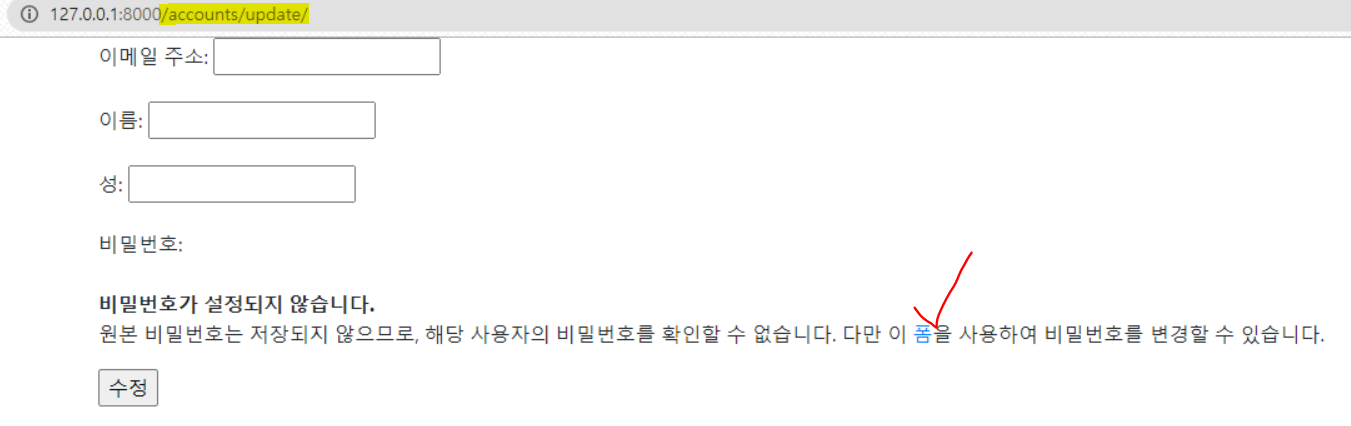 127.0.0.1:8000/accounts/update/
이메일 주소:
이름:
성:
비밀번호:
비밀번호가 설정되지 않습니다.
원본 비밀번호는 저장되지 않으므로, 해당 사용자의 비밀번호를 확인할 수 없습니다. 다만 이 폼을 사용하여 비밀번호를 변경할 수 있습니다.
수정